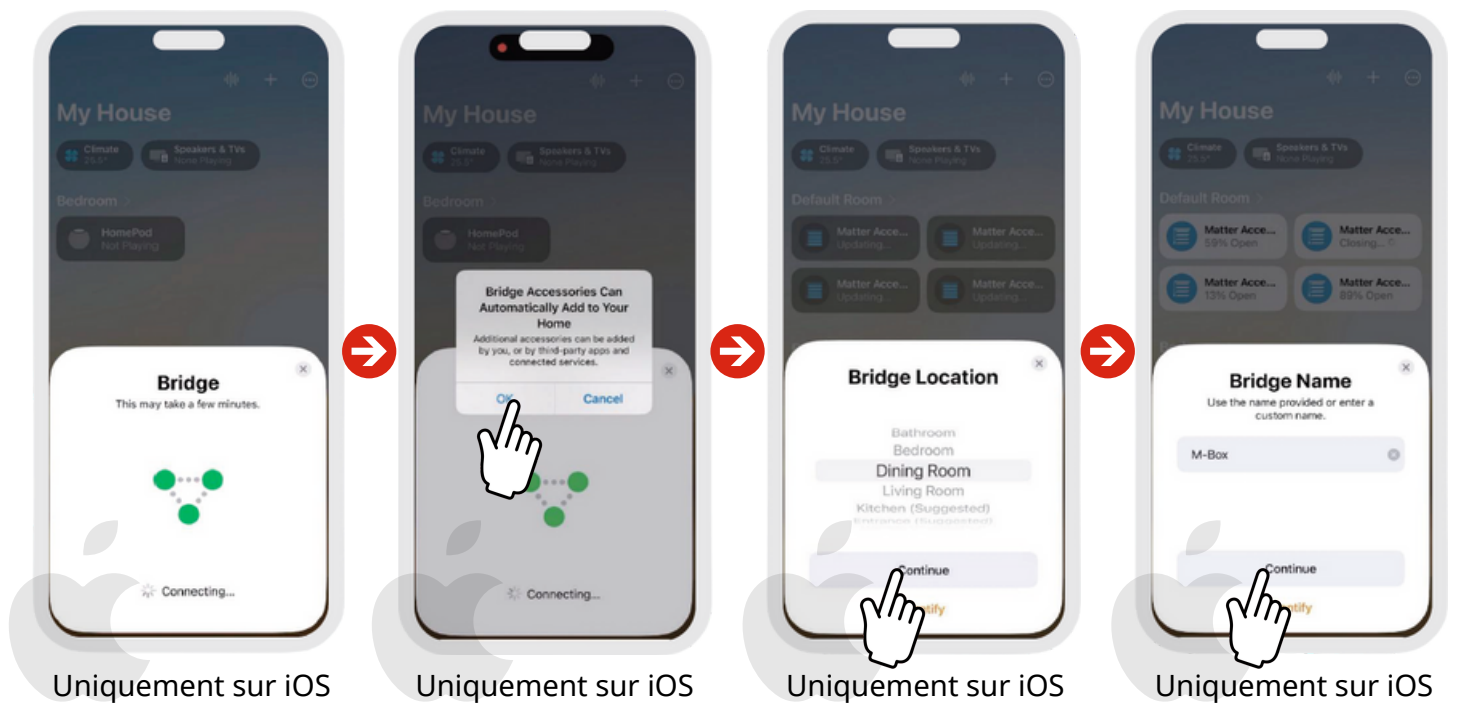 My House
Climate
25.5°
Speakers & TVs
None Playing
Bedroom >
HomePod
Not Playing
Bridge
This may take a few minutes.
Connecting...
Uniquement sur iOS
My House
Climate
25.5°
Speakers & TVs
None Playing
Bedroom >
HomePod
Not Playing
Bridge Accessories Can
Automatically Add to Your
Home
Additional accessories can be added
by you, or by third-party apps and
connected services.
OK
Cancel
Connecting...
Uniquement sur iOS
My House
Climate
25.5°
Speakers & TVs
None Playing
Default Room >
Matter Acce...
Updating...
Matter Acce...
Updating...
Matter Acce...
Updating...
Matter Acce...
Updating...
Bridge Location
Bathroom
Bedroom
Dining Room
Living Room
Kitchen (Suggested)
Entrance (Suggested)
Continue
Uniquement sur iOS
My House
Climate
25.5°
Speakers & TVs
None Playing
Default Room >
Matter Acce...
59% Open
Matter Acce...
Closing...
Matter Acce...
13% Open
Matter Acce...
89% Open
Bridge Name
Use the name provided or enter a
custom name.
M-Box
Continue
Uniquement sur iOS